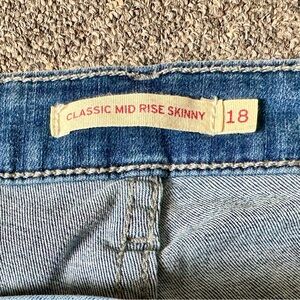 CLASSIC MID RISE SKINNY 18